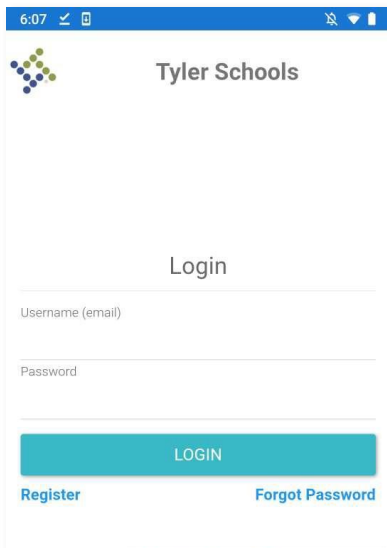 6:07
Tyler Schools
Login
Username (email)
Password
LOGIN
Register Forgot Password